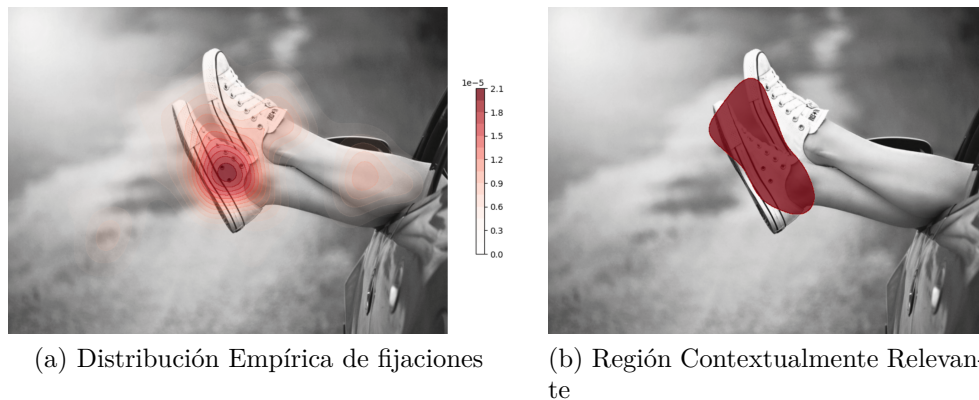 1e−5
2.1
1.8
1.5
1.2
0.9
0.6
0.3
0.0
(a) Distribución Empírica de fijaciones
(b) Región Contextualmente Relevan-
te